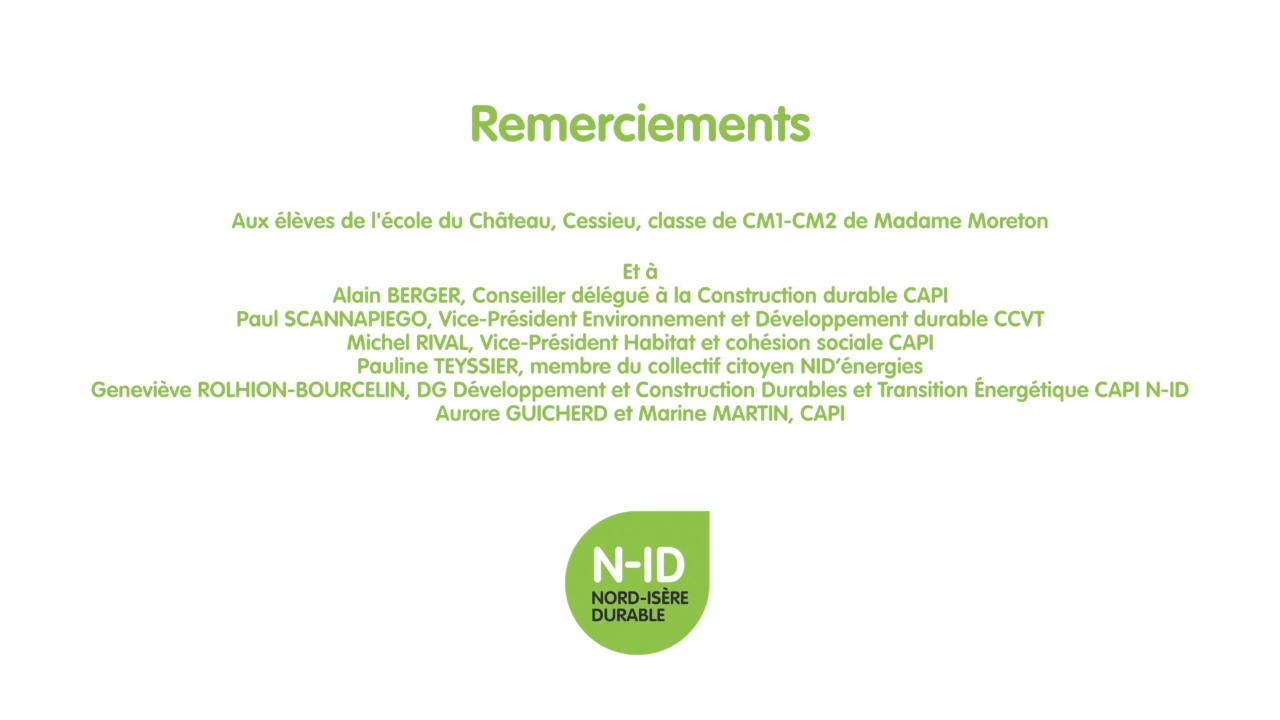 Remerciements
Aux élèves de l'école du Château, Cessieu, classe de CM1-CM2 de Madame Moreton
Et à
Alain BERGER, Conseiller délégué à la Construction durable CAPI
Paul SCANNAPIEGO, Vice-Président Environnement et Développement durable CCVT
Michel RIVAL, Vice-Président Habitat et cohésion sociale CAPI
Pauline TEYSSIER, membre du collectif citoyen NID’énergies
Geneviève ROLHION-BOURCELIN, DG Développement et Construction Durables et Transition Énergétique CAPI N-ID
Aurore GUICHERD et Marine MARTIN, CAPI
N-ID
NORD-ISÈRE
DURABLE